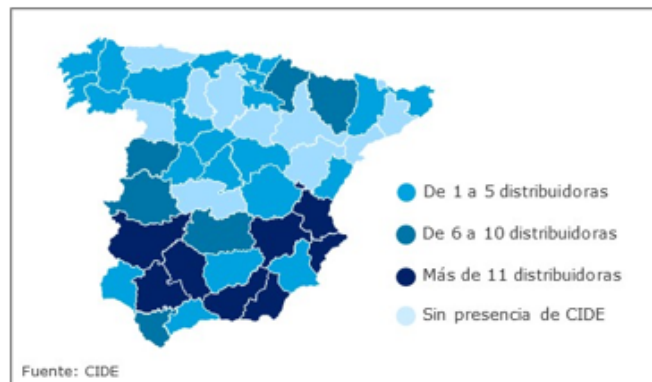 De 1 a 5 distribuidoras
De 6 a 10 distribuidoras
Más de 11 distribuidoras
Sin presencia de CIDE
Fuente: CIDE